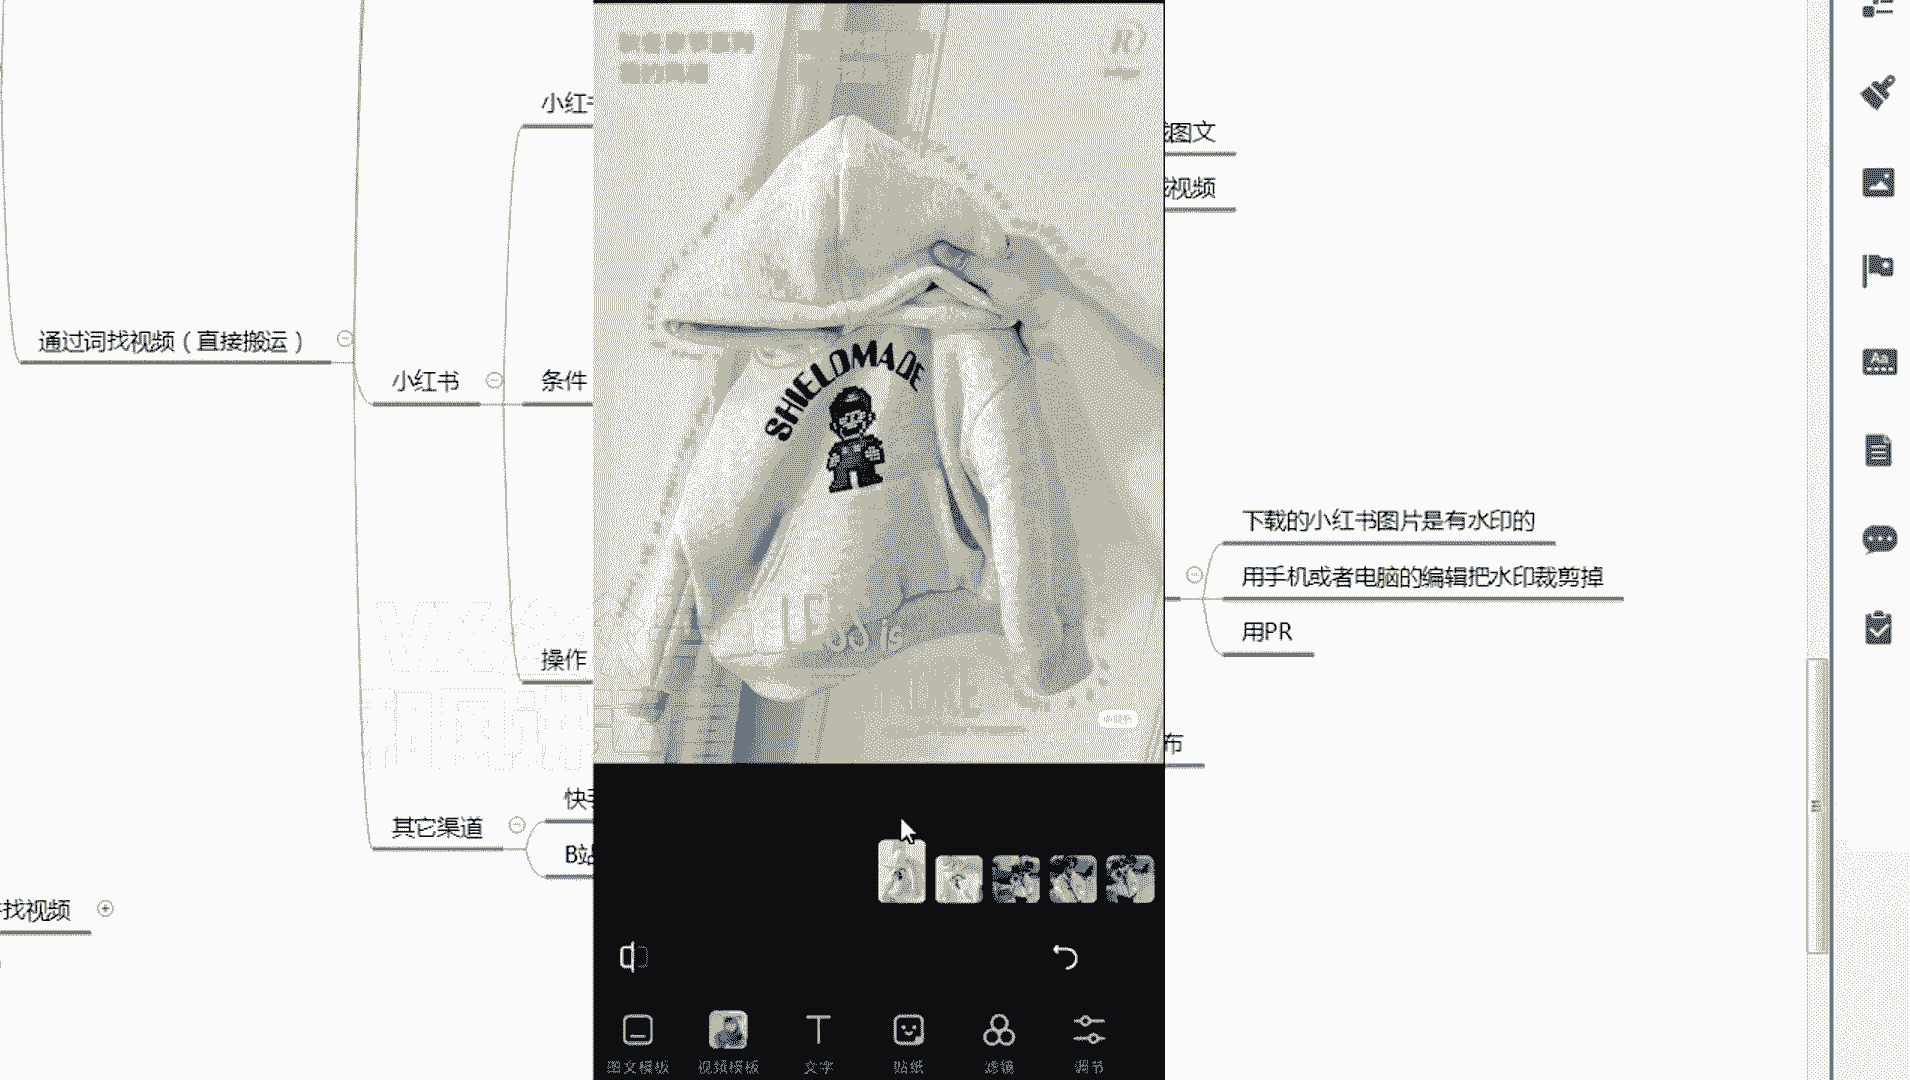 小红
图文
视频
通过词找视频（直接搬运）
小红书
条件
SHIELDMADE
下载的小红书图片是有水印的
用手机或者电脑的编辑把水印裁剪掉
用PR
操作
布
其它渠道
快
B站
找视频
图文模板
视频模板
文字
贴纸
滤镜
调节